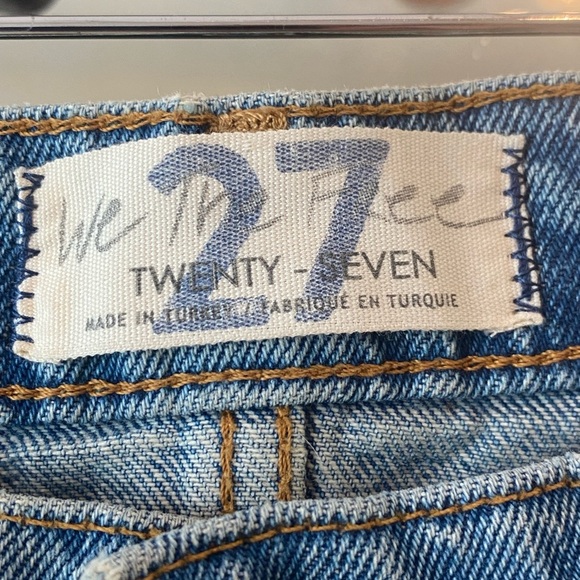 We The Free
27
TWENTY - SEVEN
MADE IN TURKEY / FABRIQUÉ EN TURQUIE